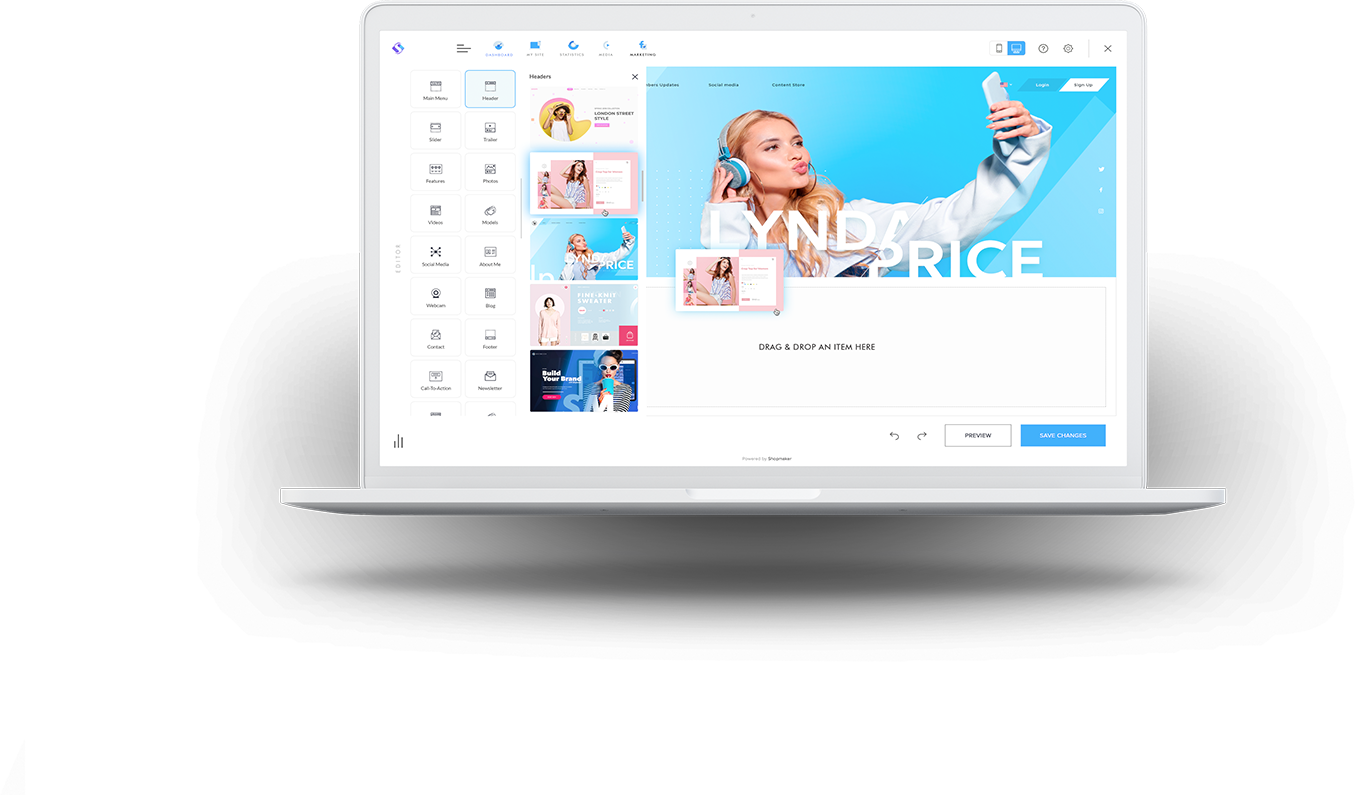 DASHBOARD
MY SITE
STATISTICS
MEDIA
MARKETING
EDITOR
Main Menu
Header
Slider
Trailer
Features
Photos
Videos
Models
Social Media
About Me
Webcam
Blog
Contact
Footer
Call-To-Action
Newsletter
Headers
LONDON STREET
STYLE
LYNDA
PRICE
FINE-KNIT
SWEATER
Build
Your Brand
SAM
mbers Updates
Social media
Content Store
Login
Sign Up
LYNDA
PRICE
DRAG & DROP AN ITEM HERE
PREVIEW
SAVE CHANGES
Powered by Shopmaker